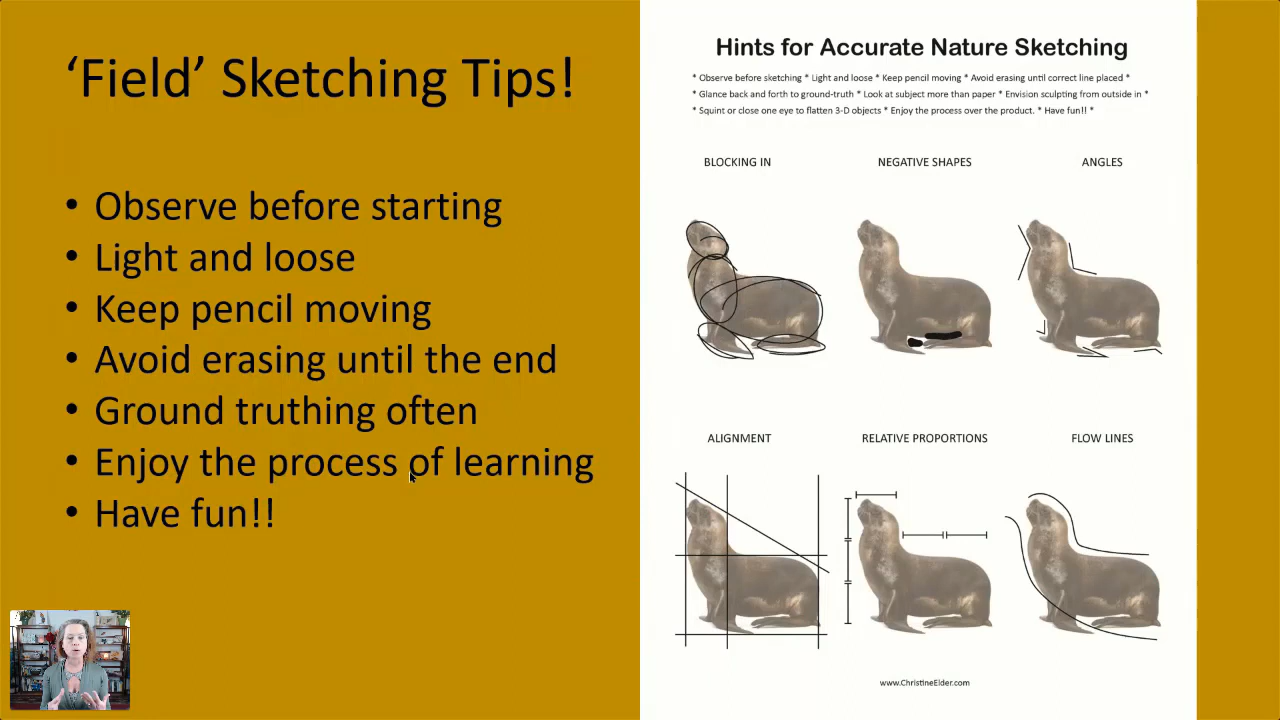 ‘Field’ Sketching Tips!
• Observe before starting
• Light and loose
• Keep pencil moving
• Avoid erasing until the end
• Ground truthing often
• Enjoy the process of learning
• Have fun!!
Hints for Accurate Nature Sketching
* Observe before sketching * Light and loose * Keep pencil moving * Avoid erasing until correct line placed *
* Glance back and forth to ground-truth * Look at subject more than paper * Envision sculpting from outside in *
* Squint or close one eye to flatten 3-D objects * Enjoy the process over the product. * Have fun!! *
BLOCKING IN NEGATIVE SHAPES ANGLES
ALIGNMENT RELATIVE PROPORTIONS FLOW LINES
www.ChristineElder.com